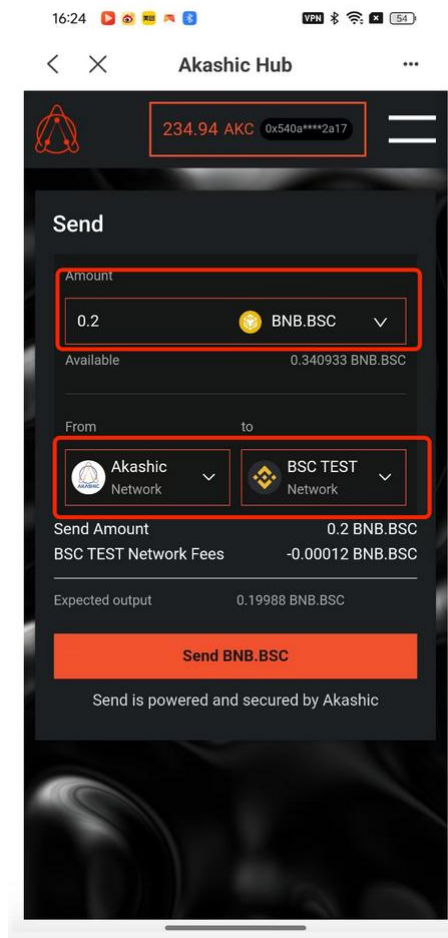 16:24 VPN 54
Akashic Hub
234.94 AKC 0x540a****2a17
Send
Amount
0.2 BNB.BSC
Available 0.340933 BNB.BSC
From to
Akashic BSC TEST
Network Network
Send Amount 0.2 BNB.BSC
BSC TEST Network Fees -0.00012 BNB.BSC
Expected output 0.19988 BNB.BSC
Send BNB.BSC
Send is powered and secured by Akashic